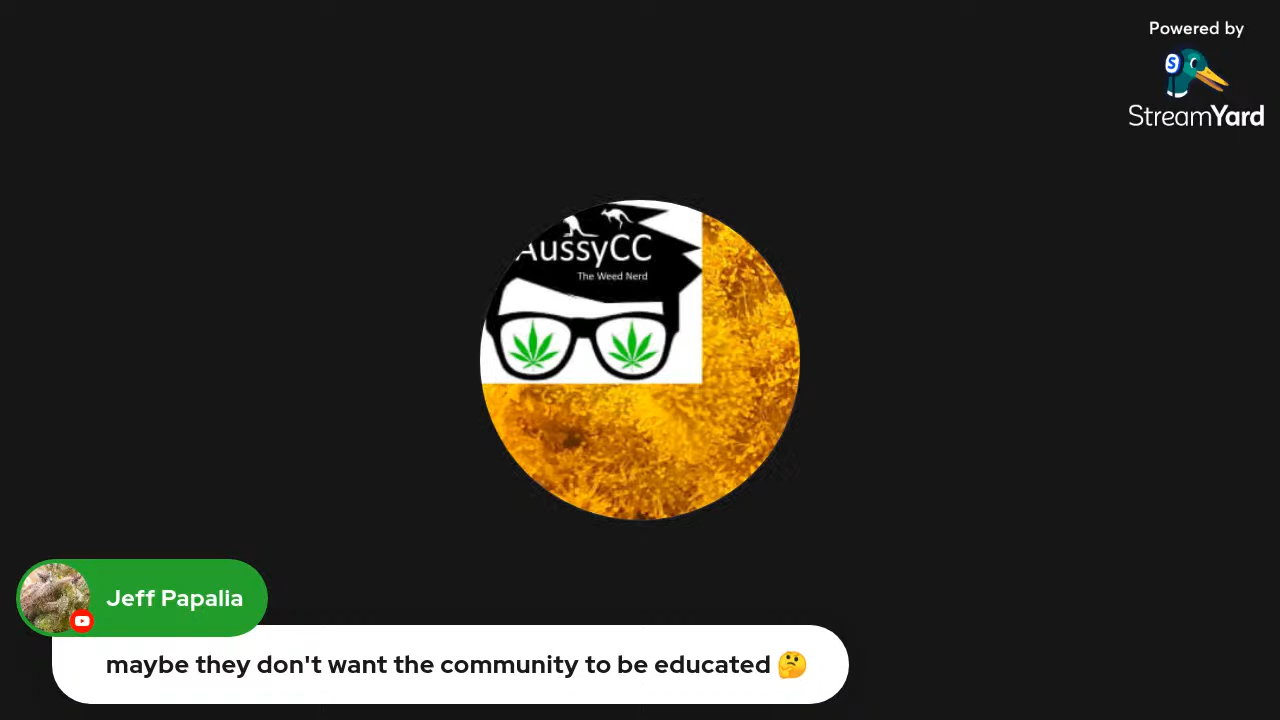 Powered by
S
StreamYard
AussyCC
The Weed Nerd
Jeff Papalia
maybe they don't want the community to be educated 🤔